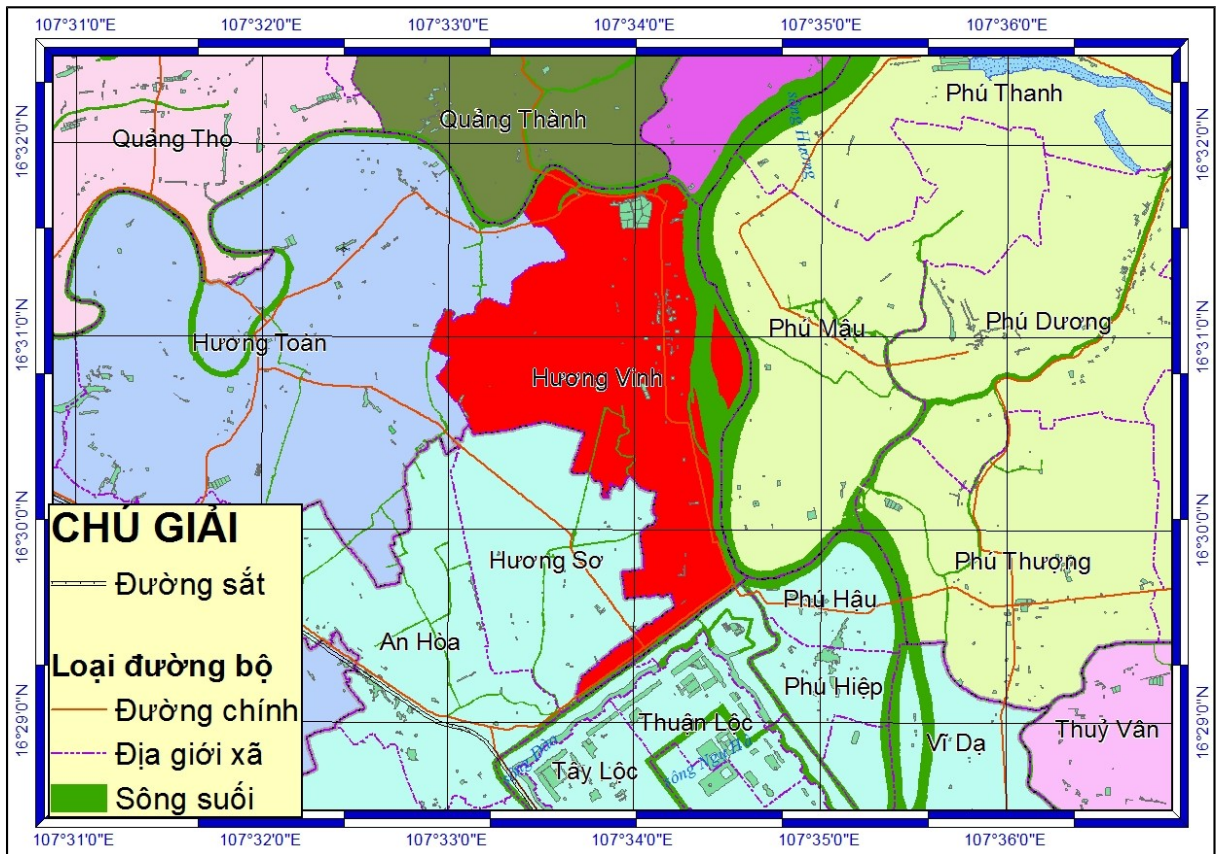 107°31'0"E 107°32'0"E 107°33'0"E 107°34'0"E 107°35'0"E 107°36'0"E
Phú Thanh
sông Hương
Quảng Thành
Quảng Thọ
16°32'0"N 16°32'0"N
Phú Mậu
Phú Dương
16°31'0"N 16°31'0"N
Hương Toàn
Hương Vinh
16°30'0"N 16°30'0"N
Hương Sơ
Phú Thượng
Phú Hậu
An Hòa
Phú Hiệp
Thuân Lôc
Vĩ Dạ
Thuỷ Vân
16°29'0"N 16°29'0"N
Tây Lôc
CHÚ GIẢI
Đường sắt
Loại đường bộ
Đường chính
Địa giới xã
Sông suối
107°31'0"E 107°32'0"E 107°33'0"E 107°34'0"E 107°35'0"E 107°36'0"E